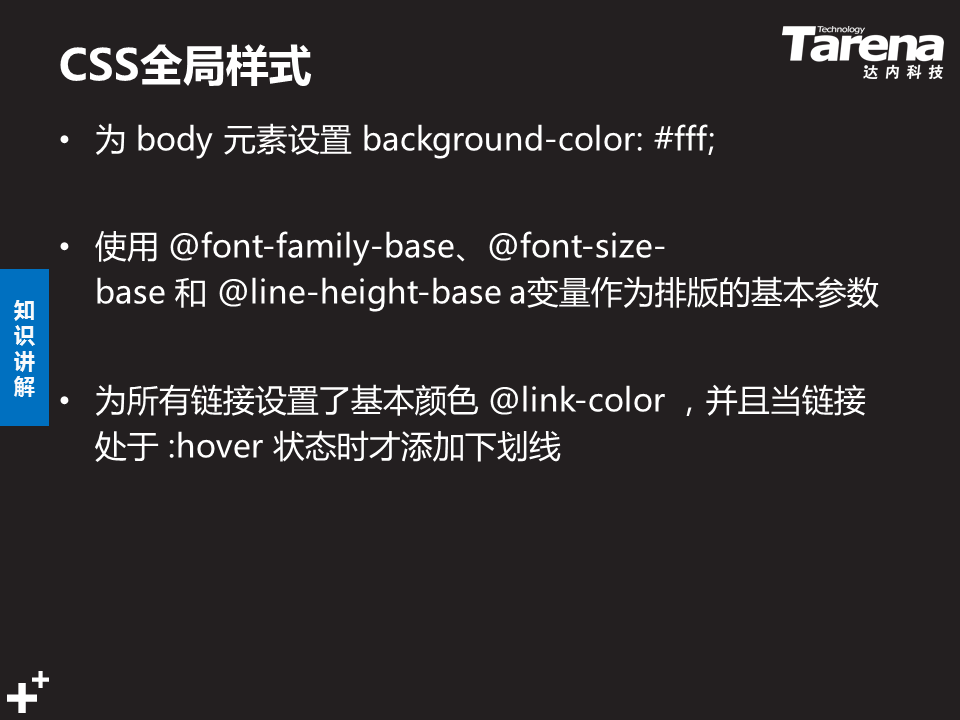 CSS全局样式
Technology
Tarena
达内科技
• 为 body 元素设置 background-color: #fff;
• 使用 @font-family-base、@font-size-
base 和 @line-height-base a变量作为排版的基本参数
知识讲解
• 为所有链接设置了基本颜色 @link-color ，并且当链接
处于 :hover 状态时才添加下划线